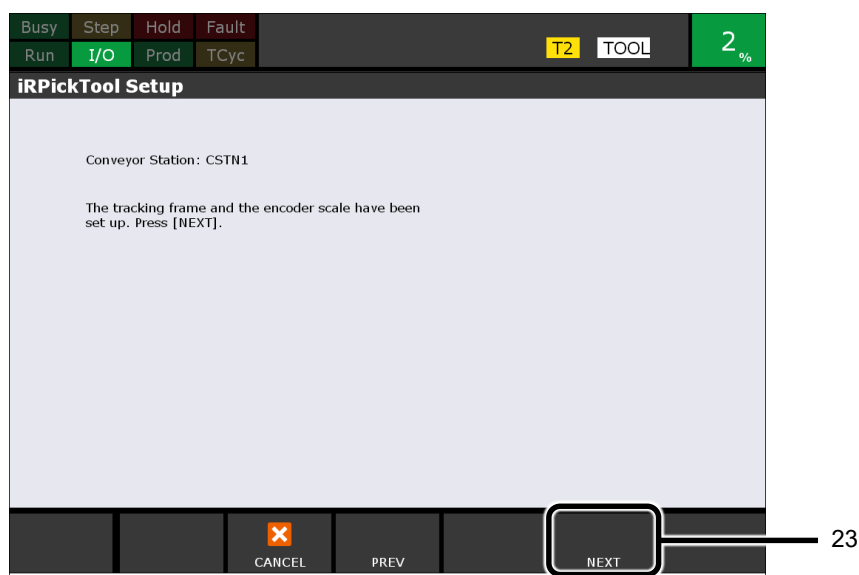 Busy Step Hold Fault
Run I/O Prod TCyc
T2 TOOL
2%
iRPickTool Setup
Conveyor Station: CSTN1
The tracking frame and the encoder scale have been
set up. Press [NEXT].
CANCEL PREV NEXT
23